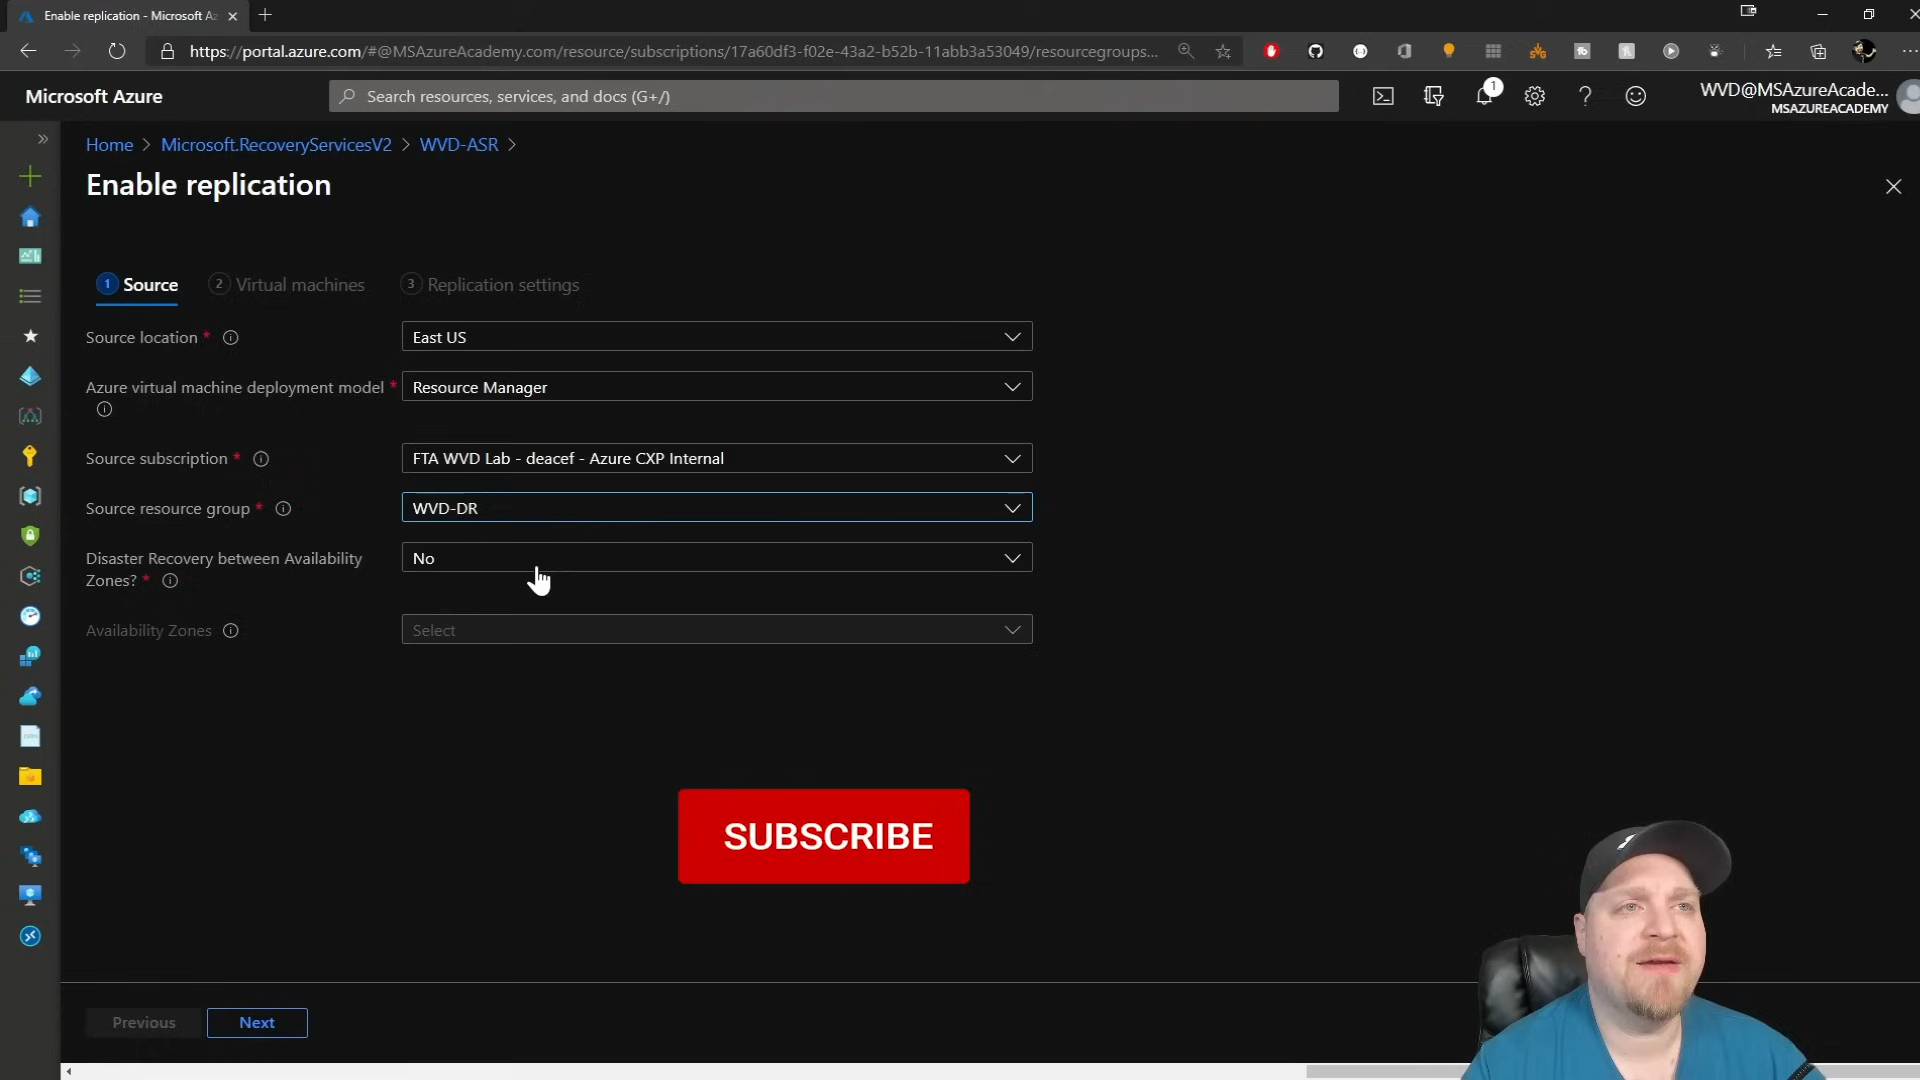 Enable replication - Microsoft Az
https://portal.azure.com/#@MSAzureAcademy.com/resource/subscriptions/17a60df3-f02e-43a2-b52b-11abb3a53049/resourcegroups...
Microsoft Azure
Search resources, services, and docs (G+/)
1
WVD@MSAzureAcade...
MSAZUREACADEMY
Home > Microsoft.RecoveryServicesV2 > WVD-ASR >
Enable replication
1 Source 2 Virtual machines 3 Replication settings
Source location * East US
Azure virtual machine deployment model * Resource Manager
Source subscription * FTA WVD Lab - deacef - Azure CXP Internal
Source resource group * WVD-DR
Disaster Recovery between Availability
Zones? *
No
Availability Zones Select
SUBSCRIBE
Previous Next